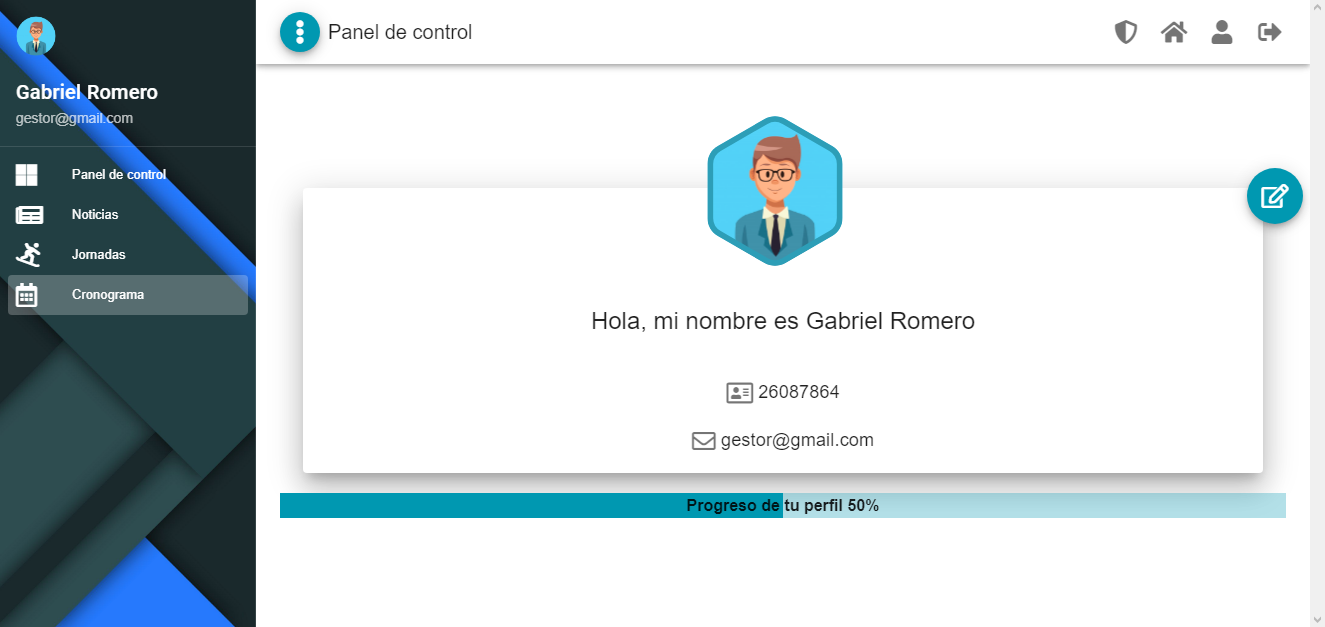 Gabriel Romero
gestor@gmail.com
Panel de control
Noticias
Jornadas
Cronograma
Panel de control
Hola, mi nombre es Gabriel Romero
26087864
gestor@gmail.com
Progreso de tu perfil 50%